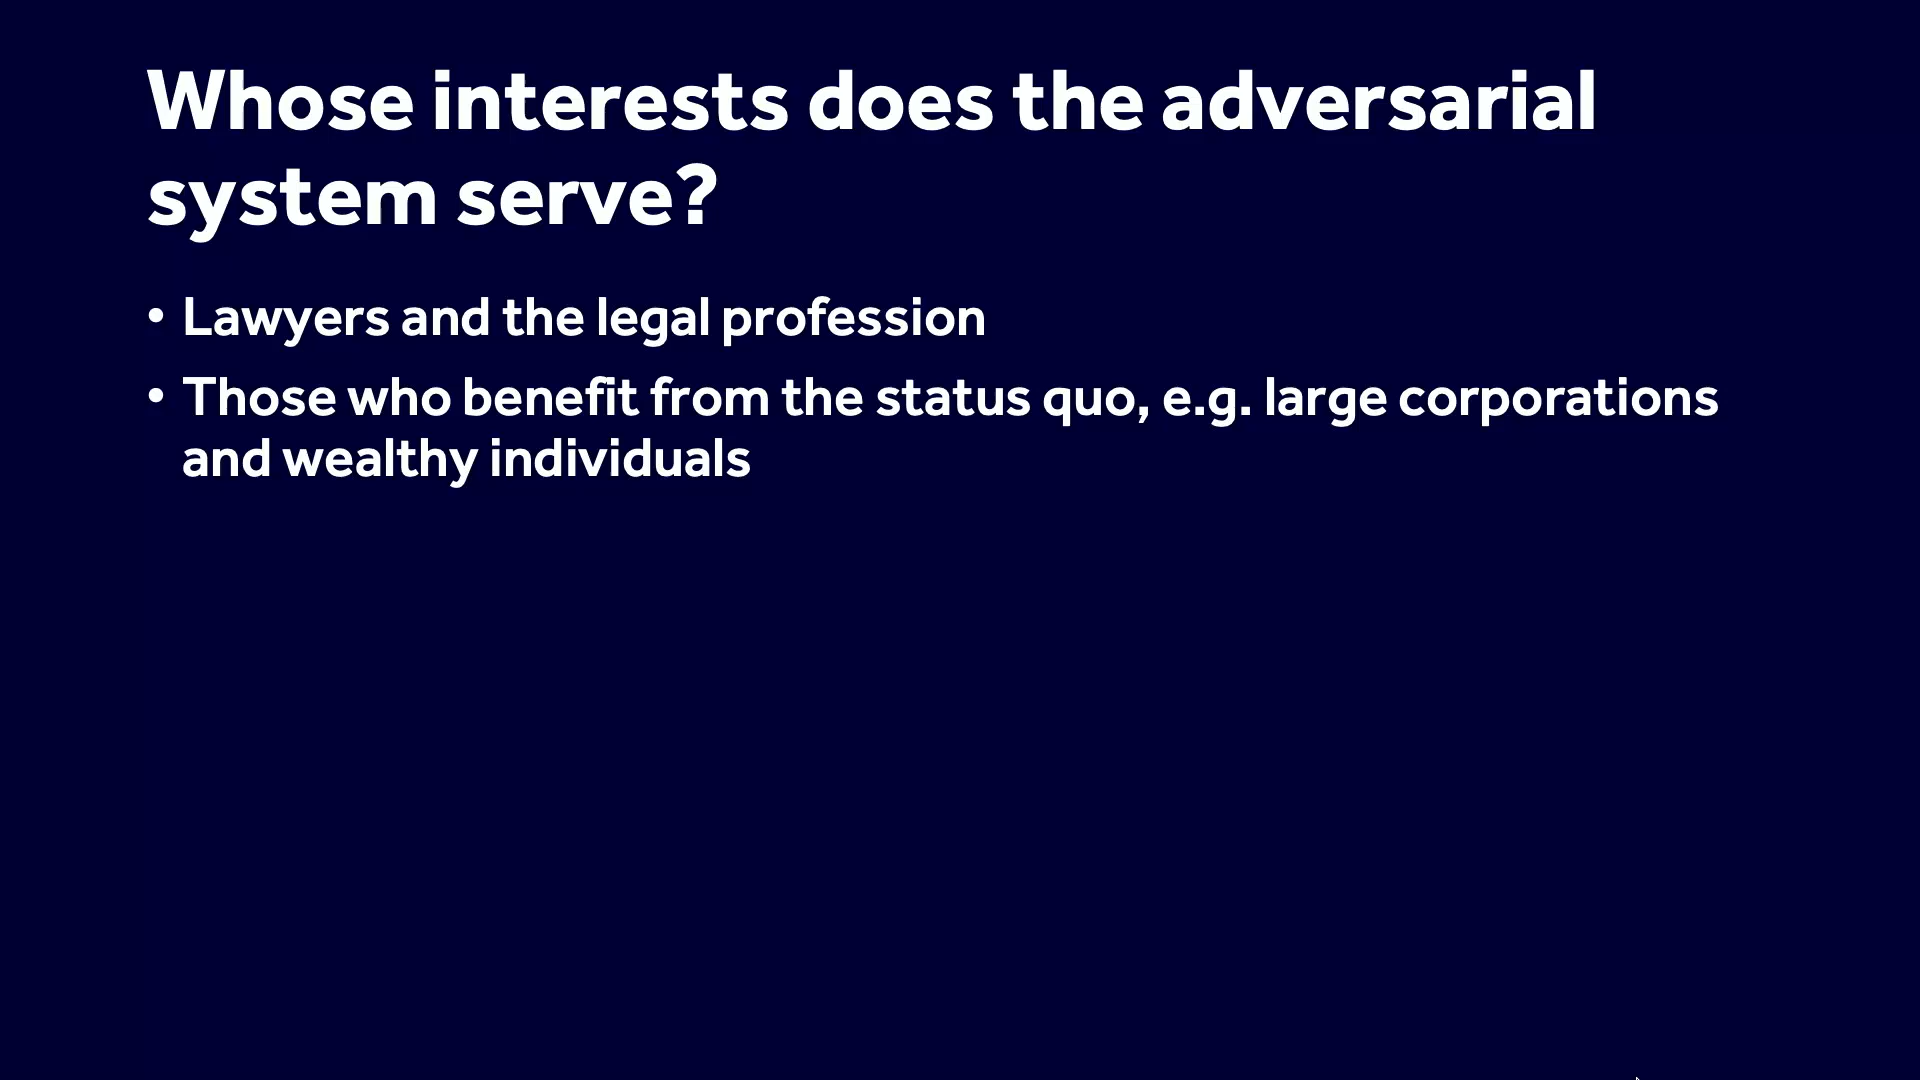 Whose interests does the adversarial
system serve?
• Lawyers and the legal profession
• Those who benefit from the status quo, e.g. large corporations
and wealthy individuals